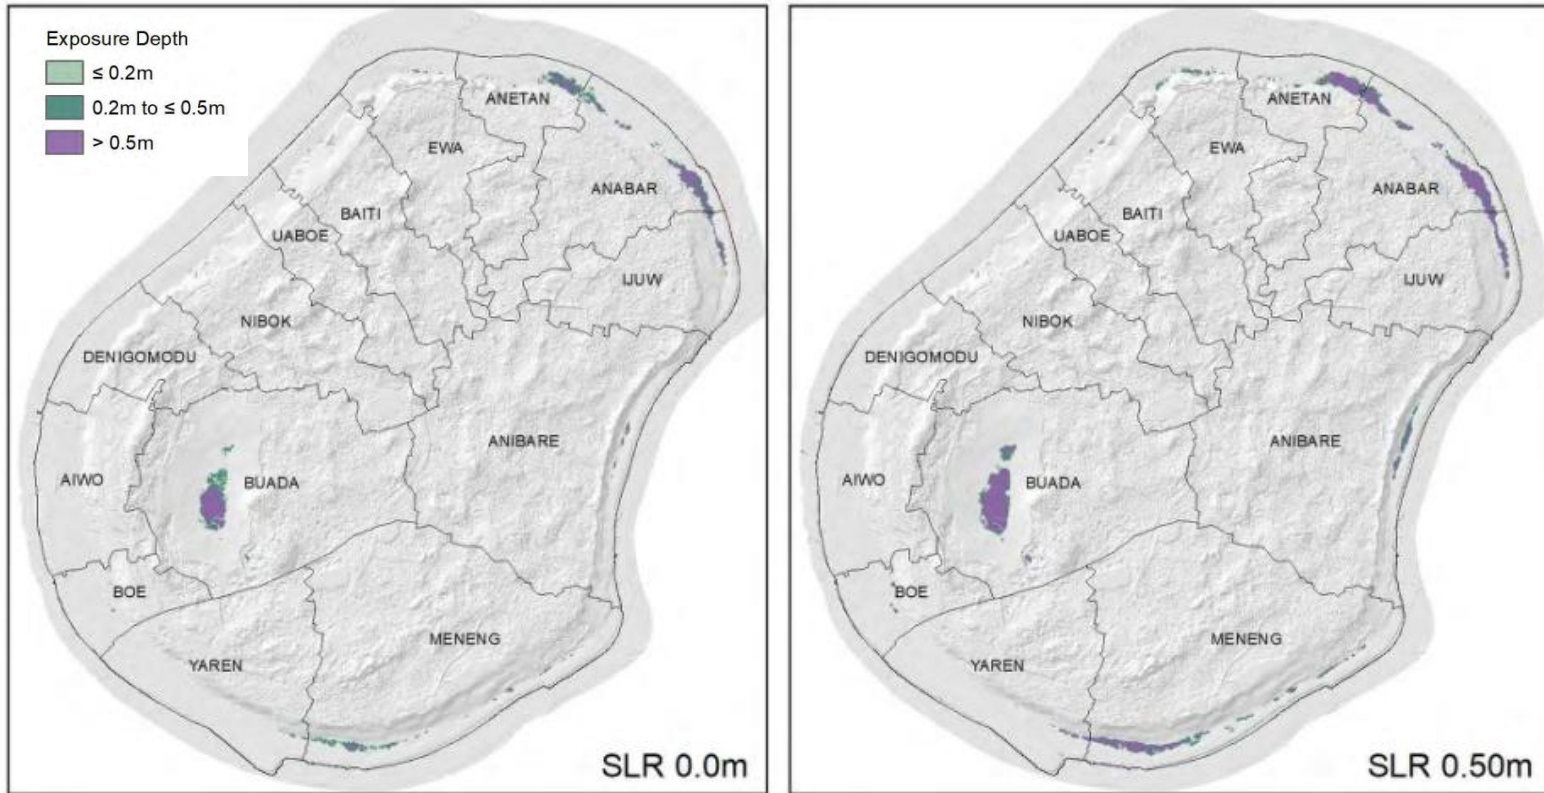 Exposure Depth
≤ 0.2m
0.2m to ≤ 0.5m
> 0.5m
ANETAN
EWA
ANABAR
BAITI
UABOE
IJUW
NIBOK
DENIGOMODU
ANIBARE
AIWO
BUADA
BOE
MENENG
YAREN
SLR 0.0m
ANETAN
EWA
ANABAR
BAITI
UABOE
IJUW
NIBOK
DENIGOMODU
ANIBARE
AIWO
BUADA
BOE
MENENG
YAREN
SLR 0.50m